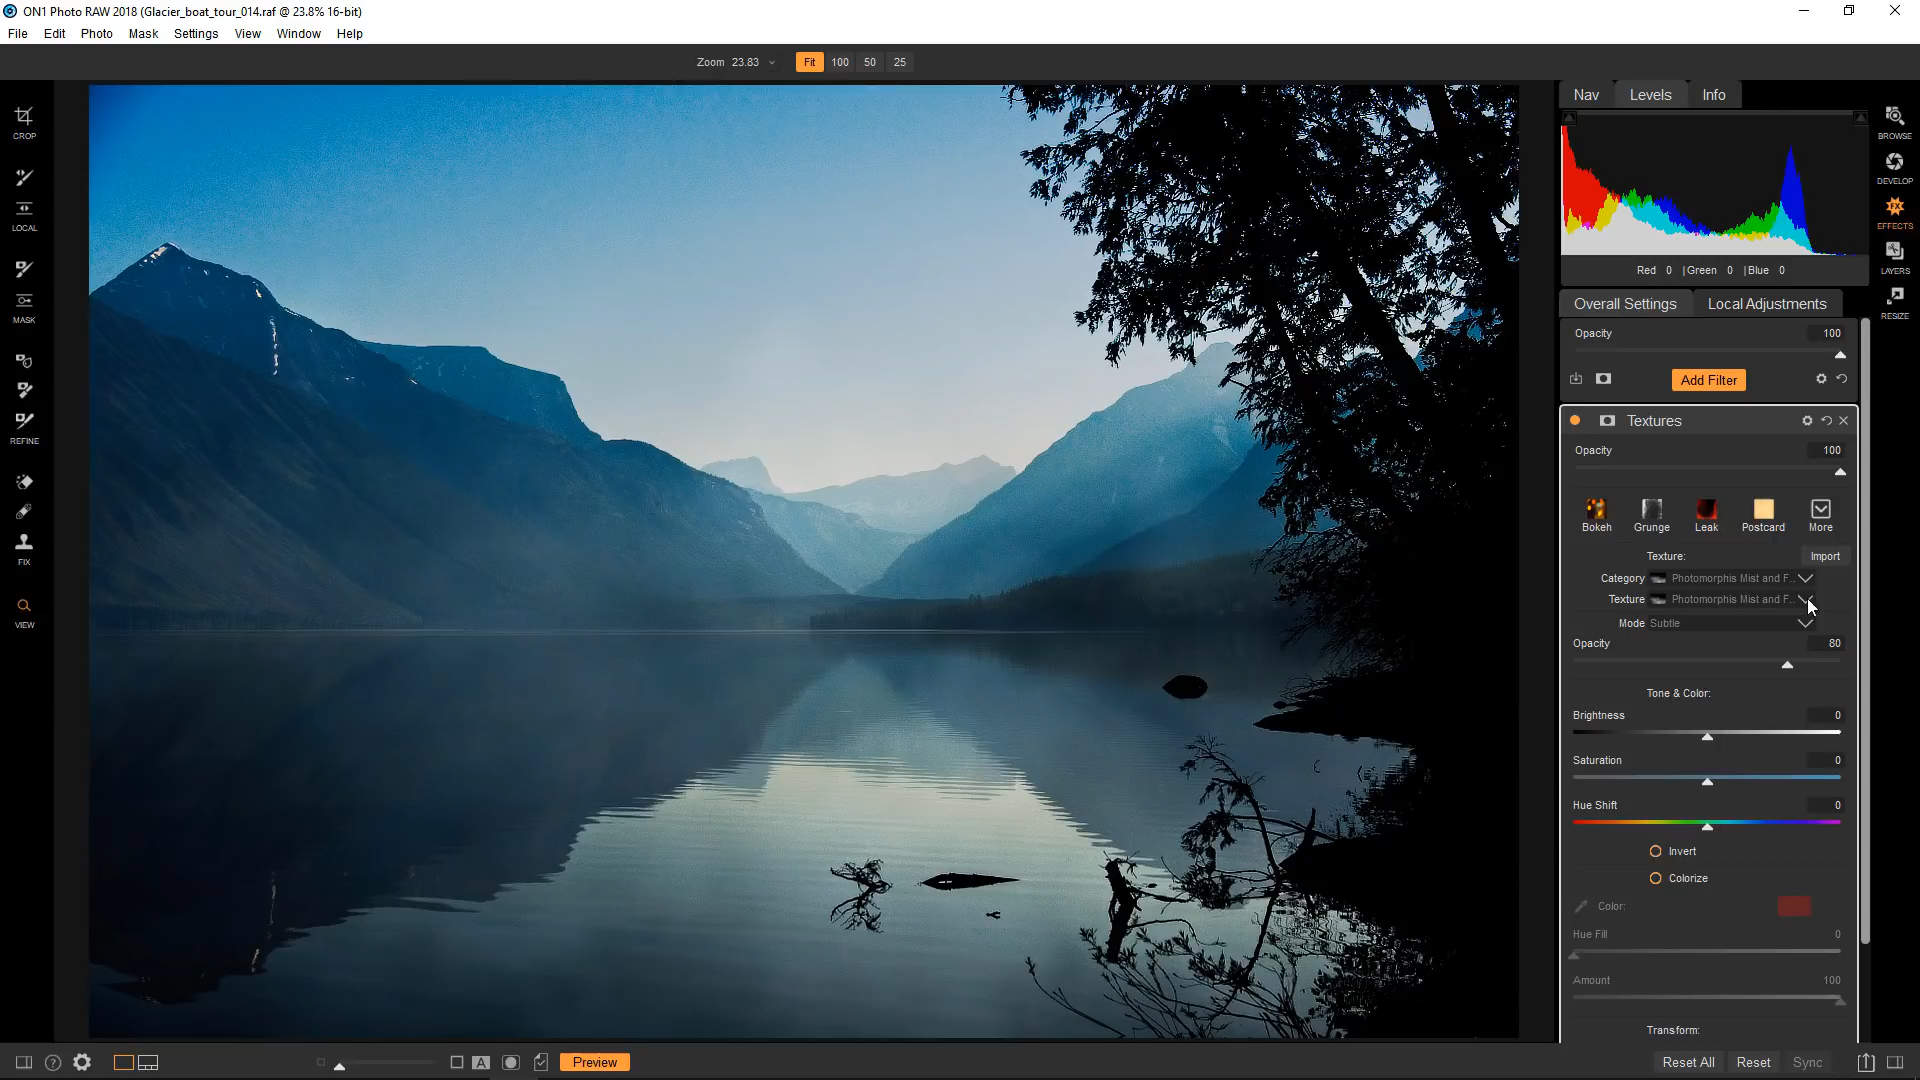 ON1 Photo RAW 2018 (Glacier_boat_tour_014.raf @ 23.8% 16-bit)
File Edit Photo Mask Settings View Window Help
Zoom 23.83 Fit 100 50 25
CROP
LOCAL
MASK
REFINE
FIX
VIEW
Nav Levels Info
Red 0 |Green 0 |Blue 0
BROWSE
DEVELOP
FX
EFFECTS
LAYERS
RESIZE
Overall Settings Local Adjustments
Opacity 100
Add Filter
Textures
Opacity 100
Bokeh Grunge Leak Postcard More
Texture: Import
Category Photomorphis Mist and F...
Texture Photomorphis Mist and F...
Mode Subtle
Opacity 80
Tone & Color:
Brightness 0
Saturation 0
Hue Shift 0
Invert
Colorize
Color:
Hue Fill 0
Amount 100
Transform:
? A Preview Reset All Reset Sync